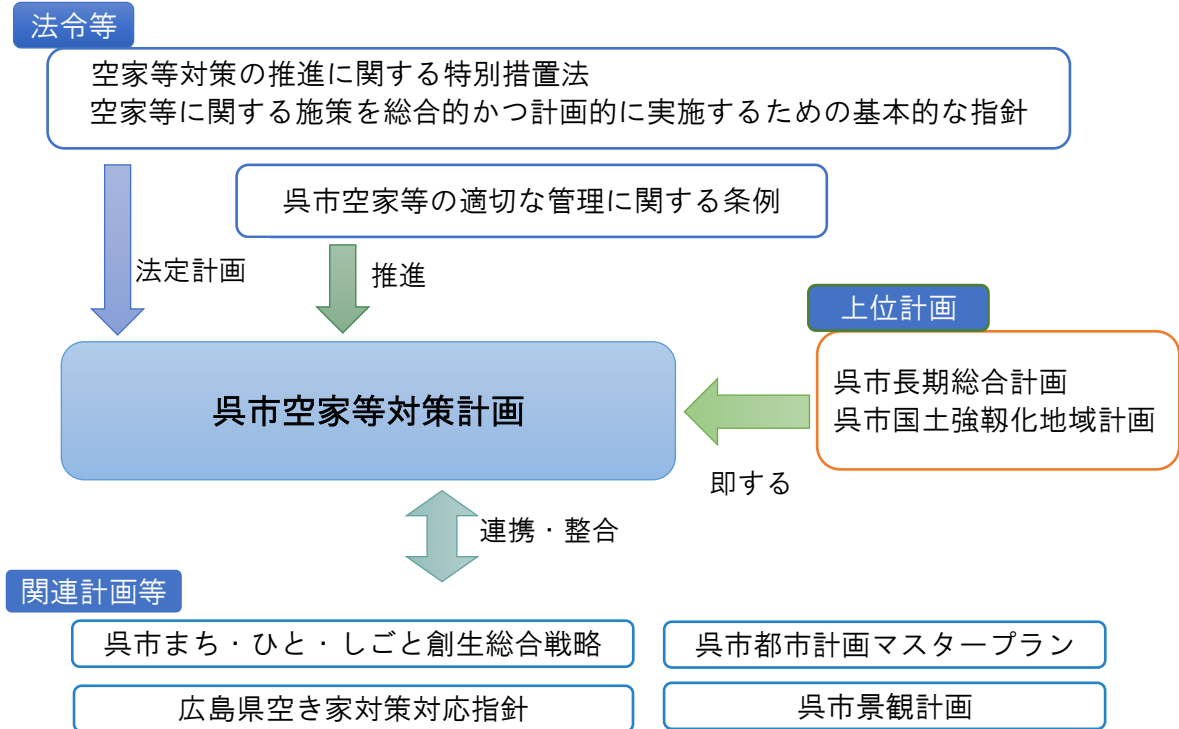 法令等
空家等対策の推進に関する特別措置法
空家等に関する施策を総合的かつ計画的に実施するための基本的な指針
呉市空家等の適切な管理に関する条例
法定計画
推進
上位計画
呉市長期総合計画
呉市国土強靱化地域計画
呉市空家等対策計画
即する
連携・整合
関連計画等
呉市まち・ひと・しごと創生総合戦略
呉市都市計画マスタープラン
広島県空き家対策対応指針
呉市景観計画